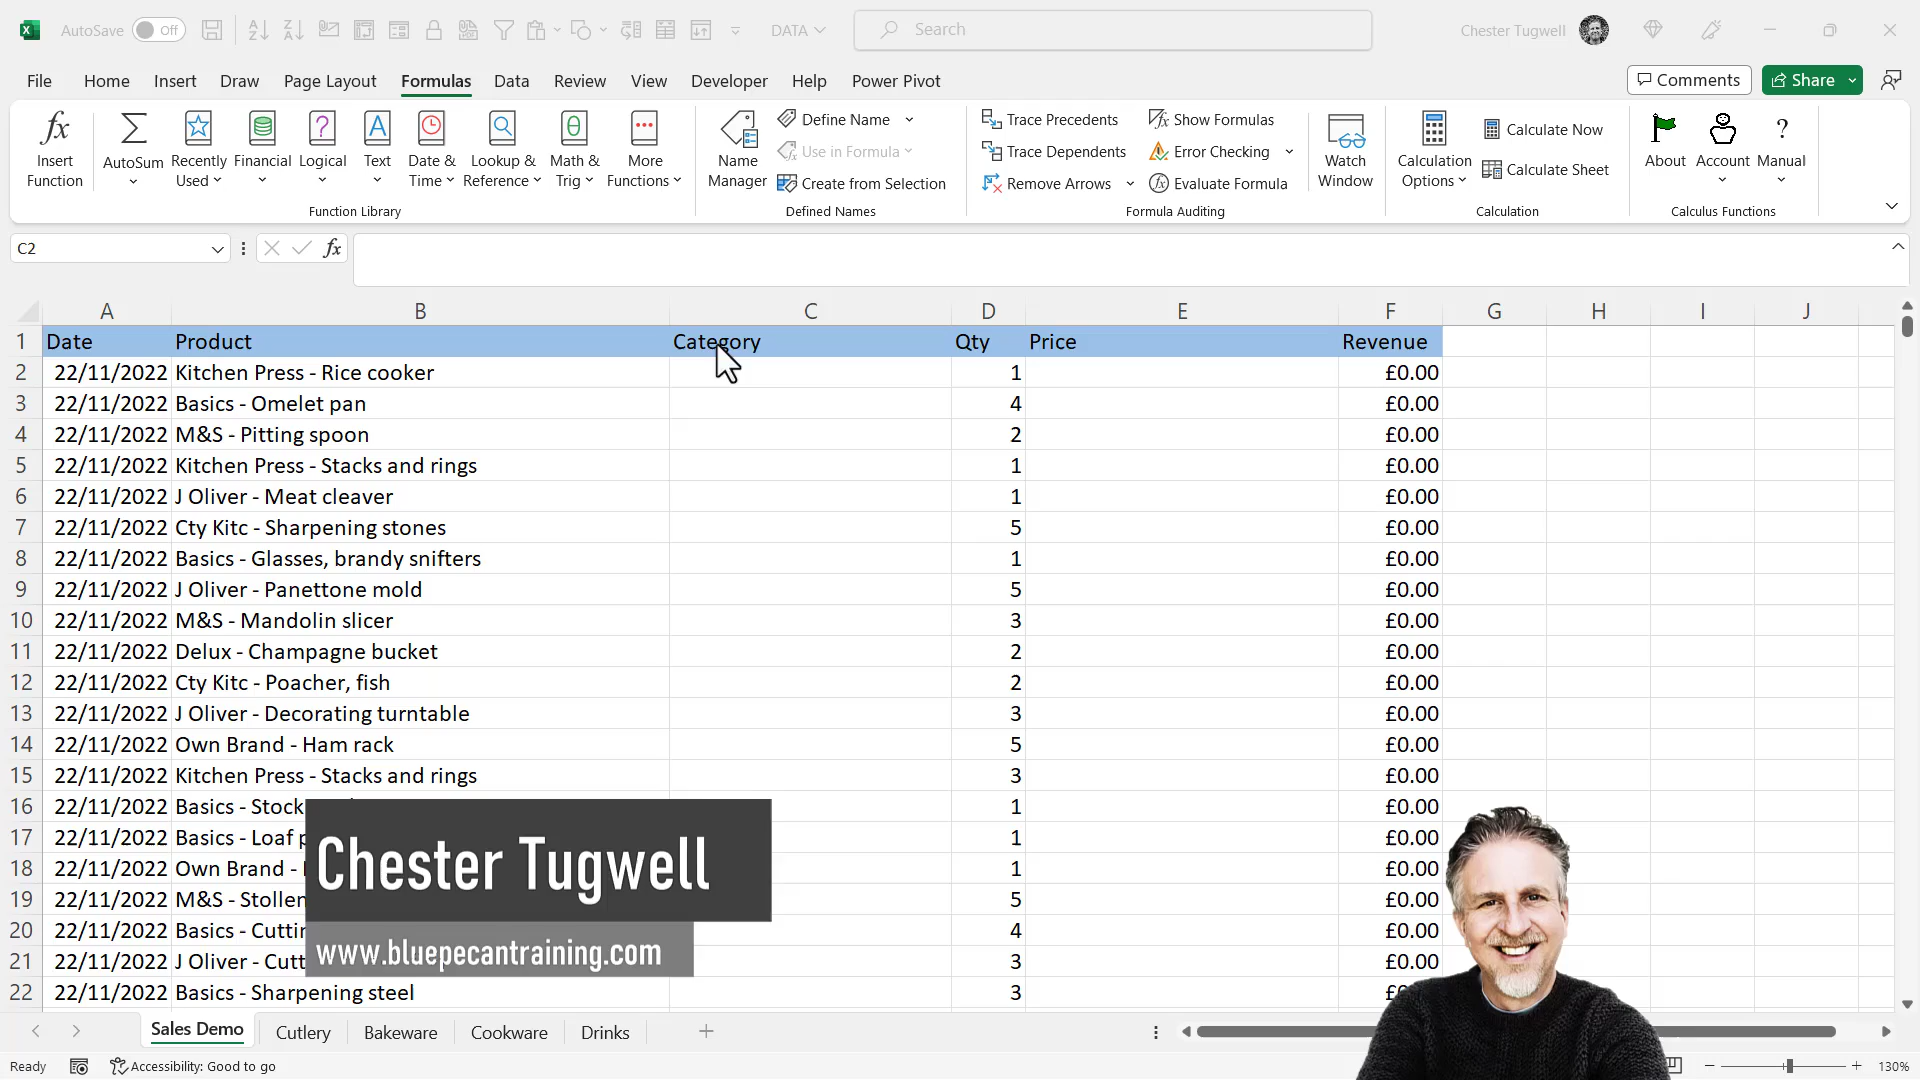 AutoSave Off DATA Search Chester Tugwell
File Home Insert Draw Page Layout Formulas Data Review View Developer Help Power Pivot Comments Share
Insert Function AutoSum Recently Used Financial Logical Text Date & Time Lookup & Reference Math & Trig More Functions
Function Library
Name Manager Define Name Use in Formula Create from Selection
Defined Names
Trace Precedents Trace Dependents Remove Arrows Show Formulas Error Checking Evaluate Formula
Formula Auditing
Watch Window
Calculation Options Calculate Now Calculate Sheet
Calculation
About Account Manual
Calculus Functions
C2 fx
A B C D E F G H I J
1 Date Product Category Qty Price Revenue
2 22/11/2022 Kitchen Press - Rice cooker 1 £0.00
3 22/11/2022 Basics - Omelet pan 4 £0.00
4 22/11/2022 M&S - Pitting spoon 2 £0.00
5 22/11/2022 Kitchen Press - Stacks and rings 1 £0.00
6 22/11/2022 J Oliver - Meat cleaver 1 £0.00
7 22/11/2022 Cty Kitc - Sharpening stones 5 £0.00
8 22/11/2022 Basics - Glasses, brandy snifters 1 £0.00
9 22/11/2022 J Oliver - Panettone mold 5 £0.00
10 22/11/2022 M&S - Mandolin slicer 3 £0.00
11 22/11/2022 Delux - Champagne bucket 2 £0.00
12 22/11/2022 Cty Kitc - Poacher, fish 2 £0.00
13 22/11/2022 J Oliver - Decorating turntable 3 £0.00
14 22/11/2022 Own Brand - Ham rack 5 £0.00
15 22/11/2022 Kitchen Press - Stacks and rings 3 £0.00
16 22/11/2022 Basics - Stock 1 £0.00
17 22/11/2022 Basics - Loaf 1 £0.00
18 22/11/2022 Own Brand - 1 £0.00
19 22/11/2022 M&S - Stollen 5 £0.00
20 22/11/2022 Basics - 4 £0.00
21 22/11/2022 J Oliver - 3 £0.00
22 22/11/2022 Basics - Sharpening steel 3
Chester Tugwell
www.bluepecantraining.com
Sales Demo Cutlery Bakeware Cookware Drinks
Ready Accessibility: Good to go 130%